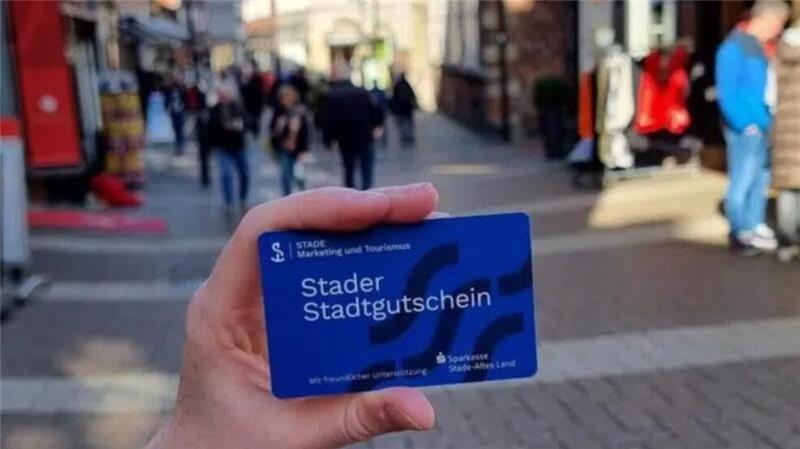 STADE
Marketing und Tourismus
Stader
Stadtgutschein
Mit freundlicher Unterstützung:
Sparkasse
Stade-Altes Land